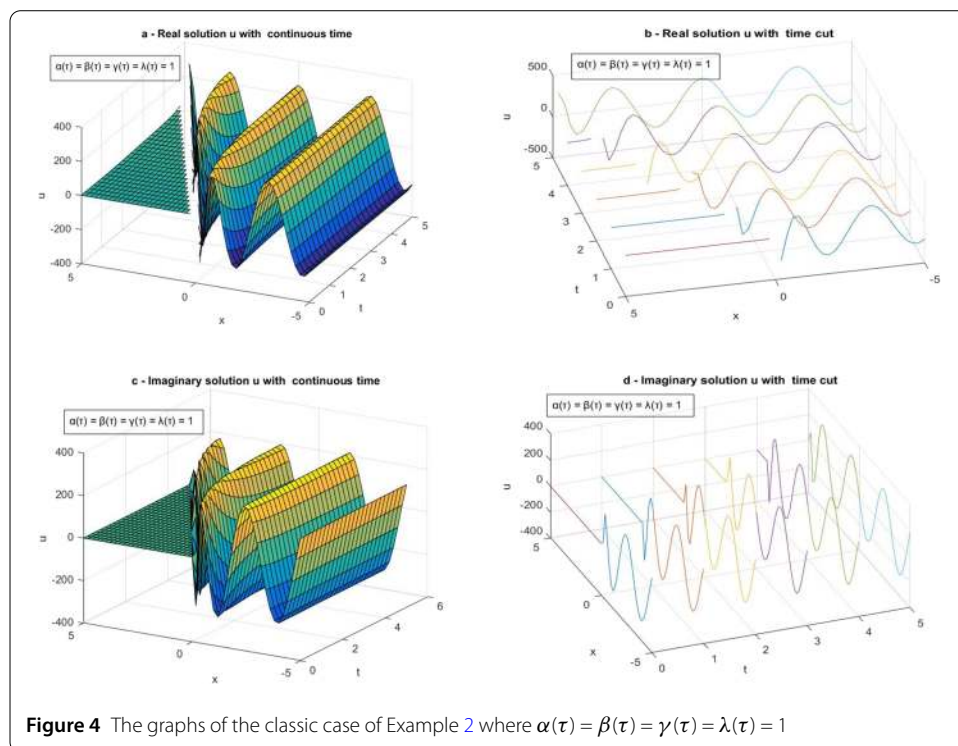 a - Real solution u with continuous time
α(τ) = β(τ) = γ(τ) = λ(τ) = 1
400
200
0
-200
-400
u
5
0
-5
x
0
1
2
3
4
5
t
b - Real solution u with time cut
α(τ) = β(τ) = γ(τ) = λ(τ) = 1
500
0
-500
u
5
4
3
2
1
0
t
5
0
-5
x
c - Imaginary solution u with continuous time
α(τ) = β(τ) = γ(τ) = λ(τ) = 1
400
200
0
-200
-400
u
5
0
-5
x
0
2
4
6
t
d - Imaginary solution u with time cut
α(τ) = β(τ) = γ(τ) = λ(τ) = 1
400
200
0
-200
-400
u
5
0
-5
x
0
1
2
3
4
5
t
Figure 4 The graphs of the classic case of Example 2 where α(τ) = β(τ) = γ(τ) = λ(τ) = 1